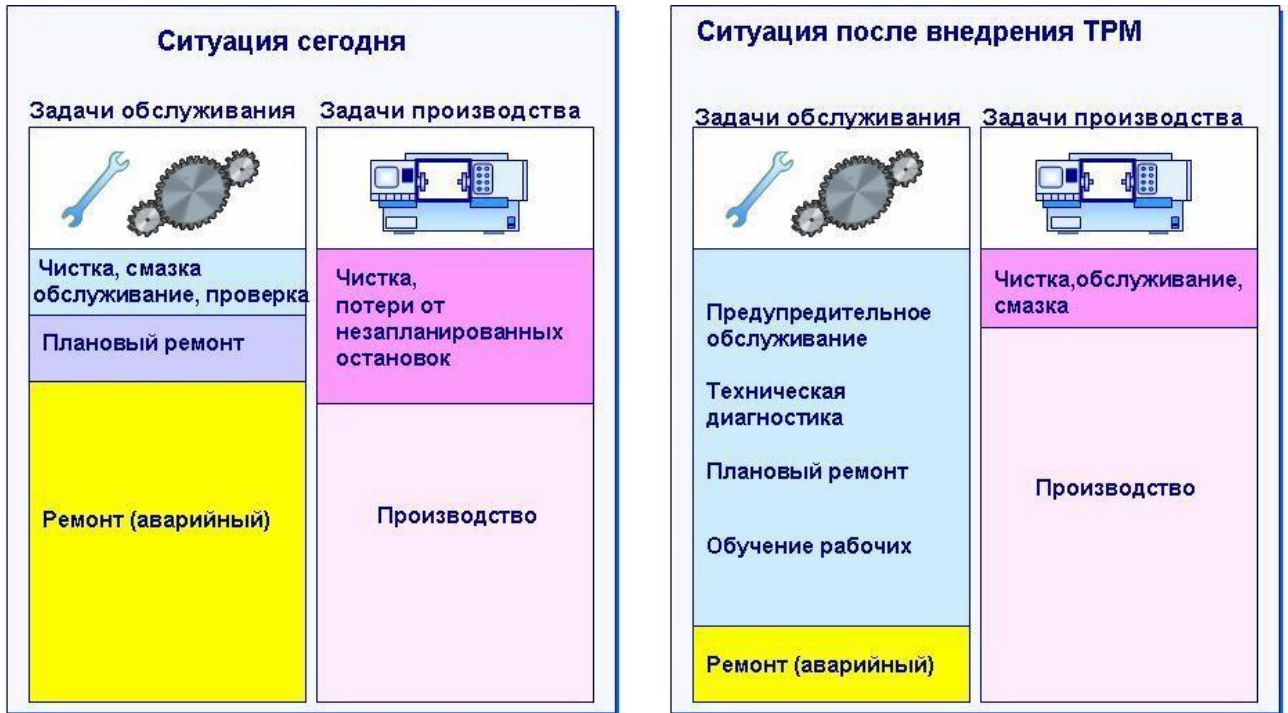 Ситуация сегодня
Задачи обслуживания
Задачи производства
Чистка, смазка
обслуживание, проверка
Плановый ремонт
Ремонт (аварийный)
Чистка,
потери от
незапланированных
остановок
Производство
Ситуация после внедрения ТРМ
Задачи обслуживания
Задачи производства
Предупредительное
обслуживание
Техническая
диагностика
Плановый ремонт
Обучение рабочих
Ремонт (аварийный)
Чистка,обслуживание,
смазка
Производство